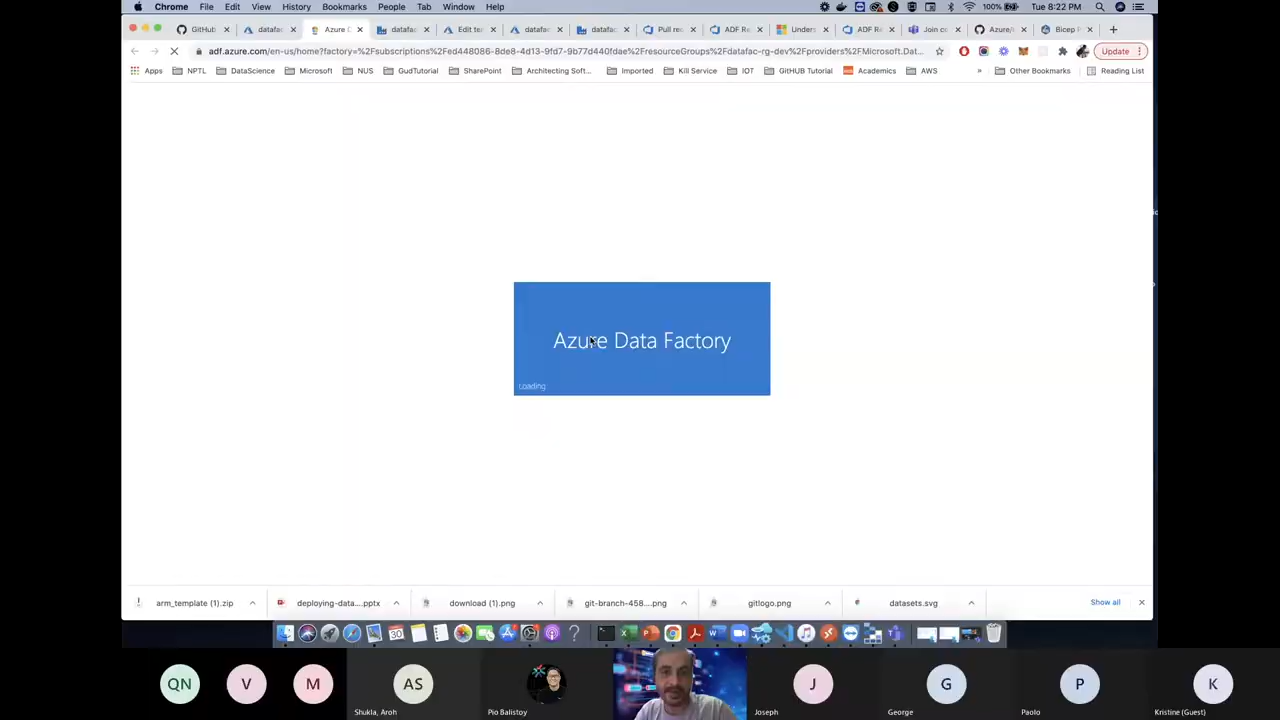 Chrome File Edit View History Bookmarks People Tab Window Help 100% Tue 8:22 PM
GitHub datafac Azure D datafac Edit te datafac datafac Pull re ADF Re ADF Re Unders Join co Azure/ Bicep P
adf.azure.com/en-us/home?factory=%2Fsubscriptions%2Fed448086-8de8-4d13-9fd7-9b77d440fdae%2FresourceGroups%2Fdatafac-rg-dev%2Fproviders%2FMicrosoft.Dat... Update
Apps NPTL DataScience Microsoft NUS GudTutorial SharePoint Architecting Soft... Imported Kill Service IOT GitHUB Tutorial Academics AWS » Other Bookmarks Reading List
Azure Data Factory
Loading
arm_template (1).zip deploying-data....pptx download (1).png git-branch-458....png gitlogo.png datasets.svg Show all
QN V M AS J G P K
Shukla, Aroh Pio Balistoy Joseph George Paolo Kristine (Guest)